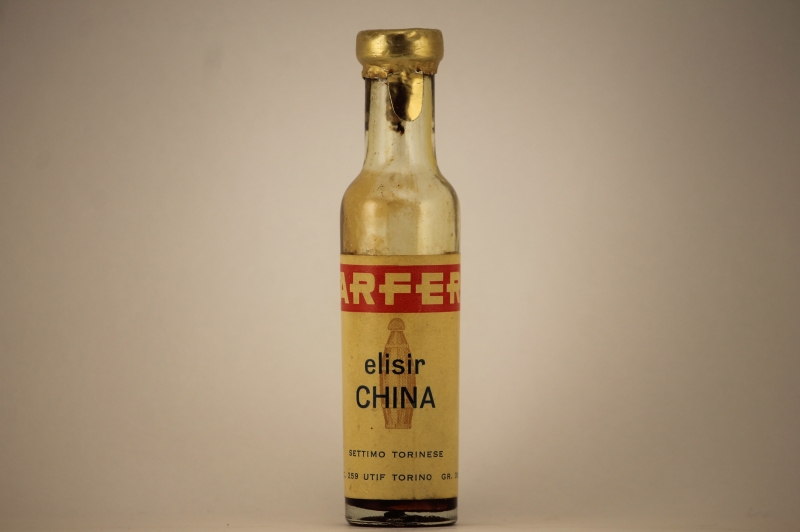 ARFER
elisir
CHINA
SETTIMO TORINESE
. 259 UTIF TORINO GR.